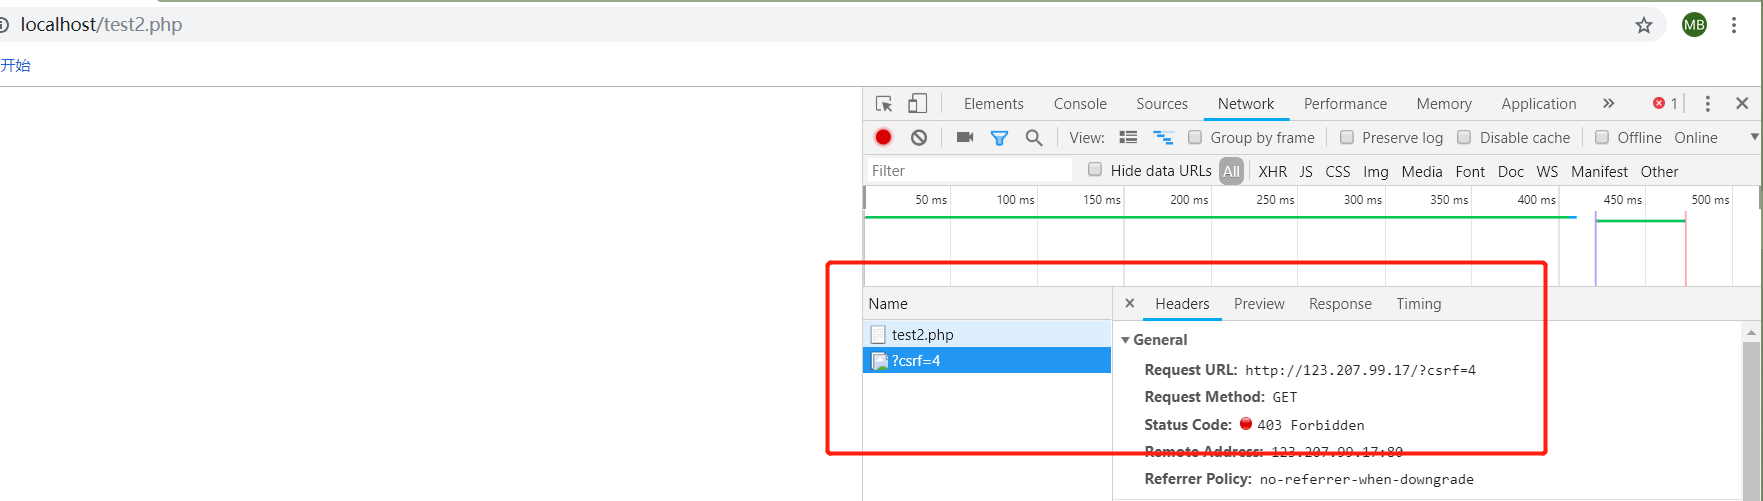 localhost/test2.php
MB
开始
Elements Console Sources Network Performance Memory Application » 1
View: Group by frame Preserve log Disable cache Offline Online
Filter Hide data URLs All XHR JS CSS Img Media Font Doc WS Manifest Other
50 ms 100 ms 150 ms 200 ms 250 ms 300 ms 350 ms 400 ms 450 ms 500 ms
Name × Headers Preview Response Timing
test2.php
?csrf=4
General
Request URL: http://123.207.99.17/?csrf=4
Request Method: GET
Status Code: 403 Forbidden
Remote Address: 123.207.99.17:80
Referrer Policy: no-referrer-when-downgrade